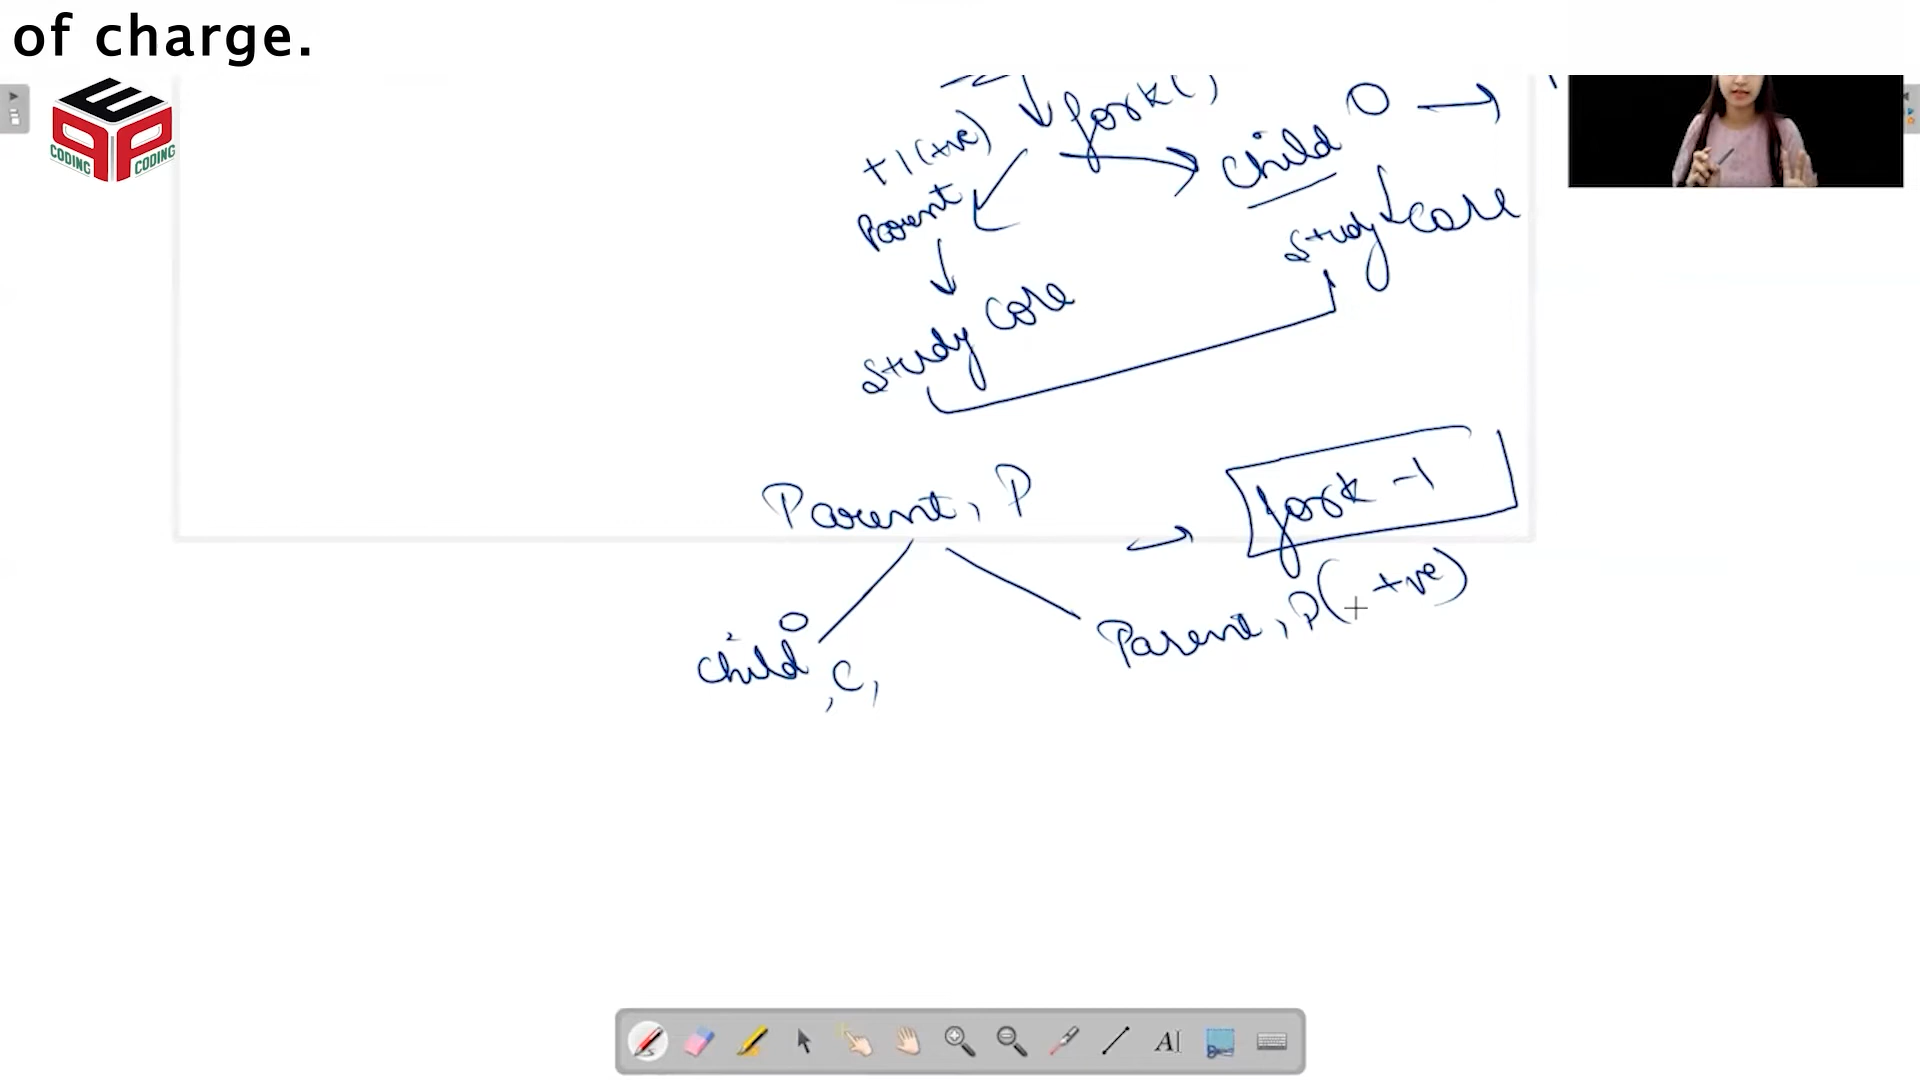 of charge.
CODING CODING
fork()
+1(+ve)
child 0
Parent
study core
study core
Parent, P
fork -1
Parent, P(+ve)
0
child, C,
AI